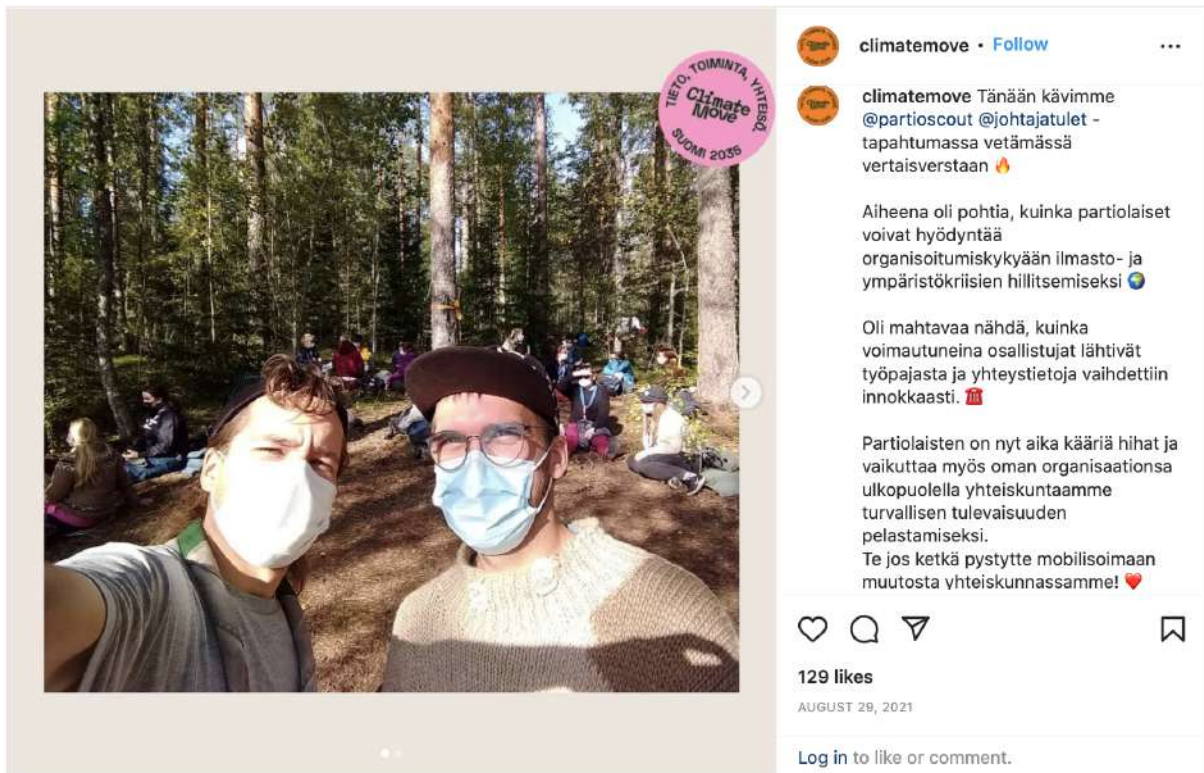 TIETO, TOIMINTA, YHTEISÖ.
Climate
Move
SUOMI 2035
climatemove • Follow
climatemove Tänään kävimme
@partioscout @johtajatulet -
tapahtumassa vetämässä
vertaisverstaan 🔥
Aiheena oli pohtia, kuinka partiolaiset
voivat hyödyntää
organisoitumiskykyään ilmasto- ja
ympäristökriisien hillitsemiseksi 🌍
Oli mahtavaa nähdä, kuinka
voimautuneina osallistujat lähtivät
työpajasta ja yhteystietoja vaihdettiin
innokkaasti. ☎️
Partiolaisten on nyt aika kääriä hihat ja
vaikuttaa myös oman organisaationsa
ulkopuolella yhteiskuntaamme
turvallisen tulevaisuuden
pelastamiseksi.
Te jos ketkä pystytte mobilisoimaan
muutosta yhteiskunnassamme! ❤️
129 likes
AUGUST 29, 2021
Log in to like or comment.